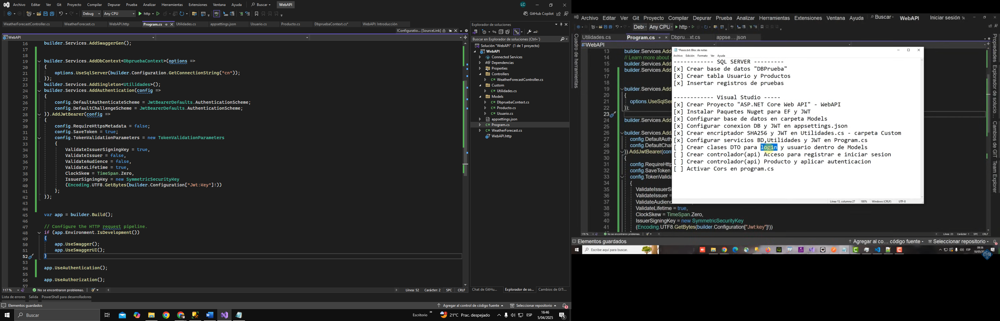 Archivo Editar Ver Git Proyecto Compilar Depurar Prueba Analizar Herramientas Extensiones Ventana Ayuda Buscar WebAPI LC
Debug Any CPU http GitHub Copilot
WeatherForecastController.cs WeatherForecast.cs WebAPI.http Program.cs Utilidades.cs appsettings.json Usuario.cs Producto.cs DbpruebaContext.cs* WebAPI: Introducción
IConfiguratio... [SourceLink]
WebAPI
16 builder.Services.AddSwaggerGen();
17
18
19 builder.Services.AddDbContext<DbpruebaContext>(options =>
20 {
21 options.UseSqlServer(builder.Configuration.GetConnectionString("cn"));
22 });
23 builder.Services.AddSingleton<Utilidades>();
24 builder.Services.AddAuthentication(config =>
25 {
26 config.DefaultAuthenticateScheme = JwtBearerDefaults.AuthenticationScheme;
27 config.DefaultChallengeScheme = JwtBearerDefaults.AuthenticationScheme;
28 }).AddJwtBearer(config =>
29 {
30 config.RequireHttpsMetadata = false;
31 config.SaveToken = true;
32 config.TokenValidationParameters = new TokenValidationParameters
33 {
34 ValidateIssuerSigningKey = true,
35 ValidateIssuer = false,
36 ValidateAudience = false,
37 ValidateLifetime = true,
38 ClockSkew = TimeSpan.Zero,
39 IssuerSigningKey = new SymmetricSecurityKey
40 (Encoding.UTF8.GetBytes(builder.Configuration["Jwt:Key"]!))
41 };
42 });
43
44
45 var app = builder.Build();
46
47 // Configure the HTTP request pipeline.
48 if (app.Environment.IsDevelopment())
49 {
50 app.UseSwagger();
51 app.UseSwaggerUI();
52 }
53
54 app.UseAuthentication();
55
56 app.UseAuthorization();
57
117 % No se encontraron problemas. Línea: 52 Carácter: 2 SPC CRLF
Lista de errores Salida PowerShell para desarrolladores
Explorador de soluciones
Buscar en Explorador de soluciones (Ctrl+´)
Solución "WebAPI" (1 de 1 proyecto)
WebAPI
Connected Services
Dependencias
Properties
Controllers
C# WeatherForecastController.cs
Custom
C# Utilidades.cs
Models
C# DbpruebaContext.cs
C# Producto.cs
C# Usuario.cs
appsettings.json
C# Program.cs
C# WeatherForecast.cs
WebAPI.http
Chat de GitHu... Explorador de so... Cambios de GIT:...
Elementos guardados Agregar al control de código fuente Seleccionar repositorio 1
Buscar Escritorio 21°C Prac. despejado ESP 16:46 5/04/2025 5
Archivo Editar Ver Git Proyecto Compilar Depurar Prueba Analizar Herramientas Extensiones Ventana Ayuda Buscar WebAPI Iniciar sesión
Any CPU http
Utilidades.cs Program.cs Dbpru...xt.cs appse....json
Cuadro de herramientas
WebAPI
13 builder.Services.Add
14 // Learn more about
15 builder.Services.Add
16 builder.Services.Add
17
18
19 builder.Services.Add
20 {
21 options.UseSqlSer
22 });
23
24 builder.Services.Add
25
26 builder.Services.Add
27 config.DefaultAuth
28 config.DefaultChal
29 }).AddJwtBearer(con
30 {
31 config.RequireHttp
32 config.SaveToken
33 config.TokenValida
34 {
35 ValidateIssuerSi
36 ValidateIssuer =
37 ValidateAudienc
38 ValidateLifetime = true,
39 ClockSkew = TimeSpan.Zero,
40 IssuerSigningKey = new SymmetricSecurityKey
41 (Encoding.UTF8.GetBytes(builder.Configuration["Jwt:key"]!))
*Pasos.txt: Bloc de notas
Archivo Edición Formato Ver Ayuda
------------ SQL SERVER ---------
[x] Crear base de datos "DBPrueba"
[x] Crear tabla Usuario y Productos
[x] Insertar registros de pruebas
------------ Visual Studio -----
[x] Crear Proyecto "ASP.NET Core Web API" - WebAPI
[x] Instalar Paquetes Nuget para EF y JWT
[x] Configurar base de datos en carpeta Models
[x] Configurar conexion DB y JWT en appsettings.json
[x] Crear encriptador SHA256 y JWT en Utilidades.cs - carpeta Custom
[x] Configurar servicios BD,Utilidades y JWT en Program.cs
[ ] Crear clases DTO para login y usuario dentro de Models
[ ] Crear controlador(api) Acceso para registrar e iniciar sesion
[ ] Crear controlador(api) Producto y aplicar autenticacion
[ ] Activar Cors en program.cs
Línea 13, columna 27 180% Windows (CRLF) UTF-8
Propiedades Explorador de solucio... Cambios de GIT Team Explorer
176 % No se encontraron problemas. Línea: 23 Carácter: 1 SPC CRLF
Elementos guardados Agregar al co... código fuente Seleccionar repositorio
Escribe aquí para buscar. ESP 09:36